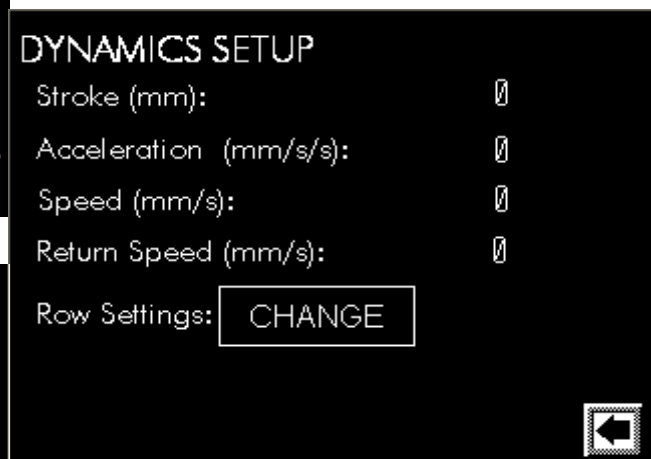 DYNAMICS SETUP
Stroke (mm): 0
Acceleration (mm/s/s): 0
Speed (mm/s): 0
Return Speed (mm/s): 0
Row Settings: CHANGE